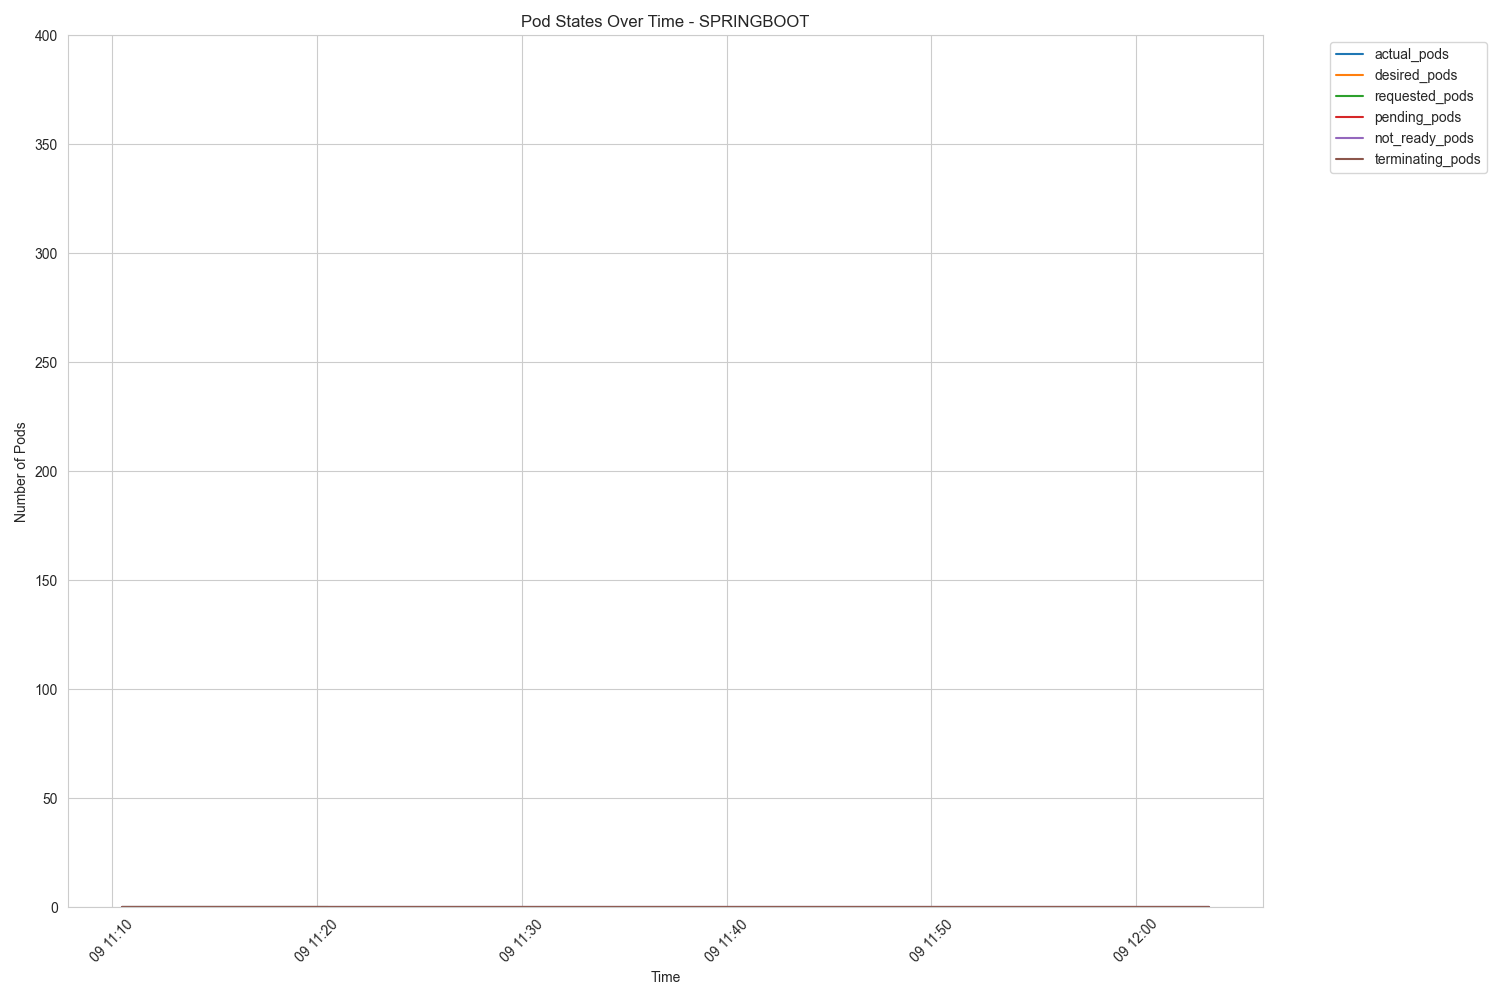 Pod States Over Time - SPRINGBOOT
400
350
300
250
200
150
100
50
0
Number of Pods
09 11:10
09 11:20
09 11:30
09 11:40
09 11:50
09 12:00
Time
actual_pods
desired_pods
requested_pods
pending_pods
not_ready_pods
terminating_pods